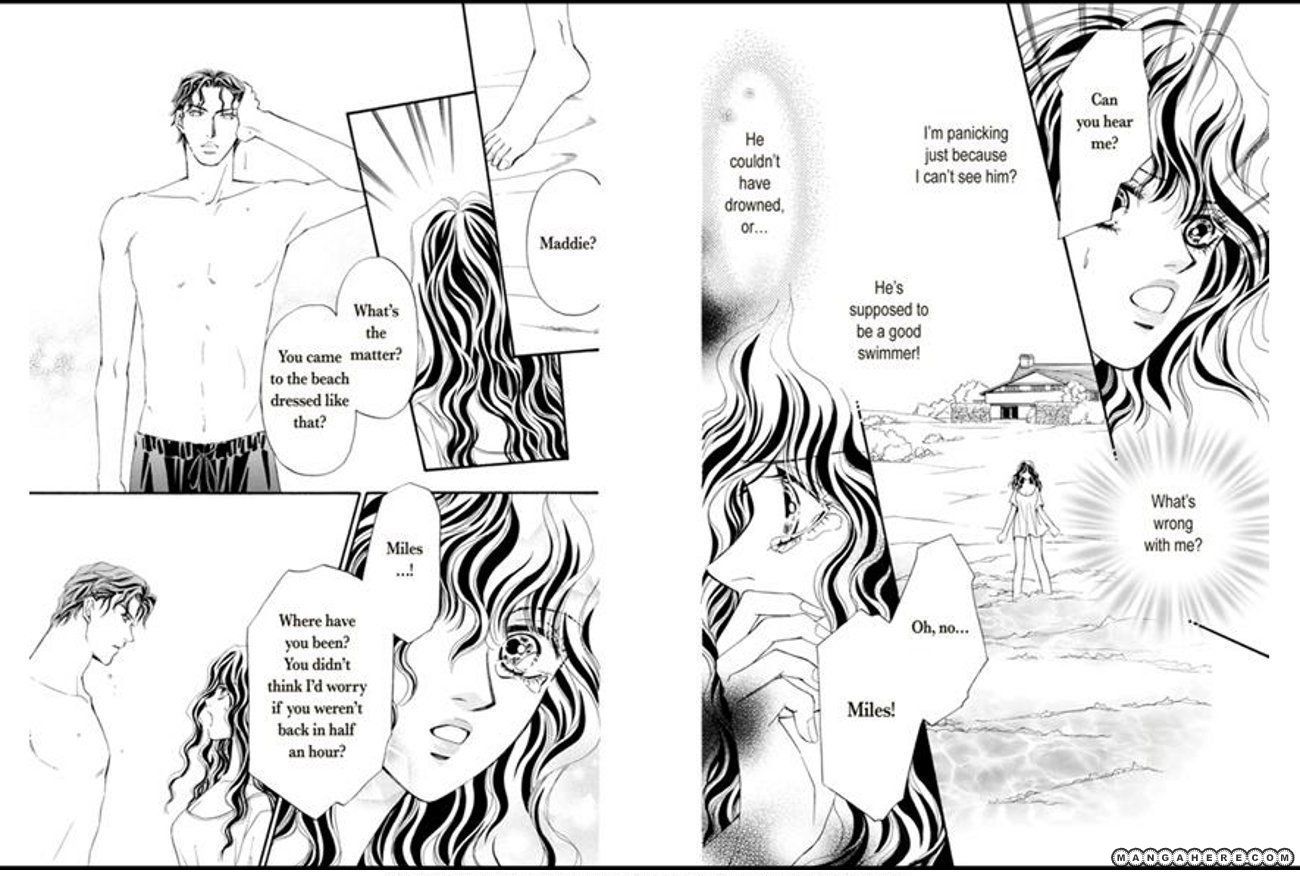 Can
you hear
me?
I'm panicking
just because
I can't see him?
He
couldn't
have
drowned,
or...
He's
supposed to
be a good
swimmer!
What's
wrong
with me?
Oh, no...
Miles!
Maddie?
What's
the
matter?
You came
to the beach
dressed like
that?
Miles
...!
Where have
you been?
You didn't
think I'd worry
if you weren't
back in half
an hour?
MANGAHERE.COM